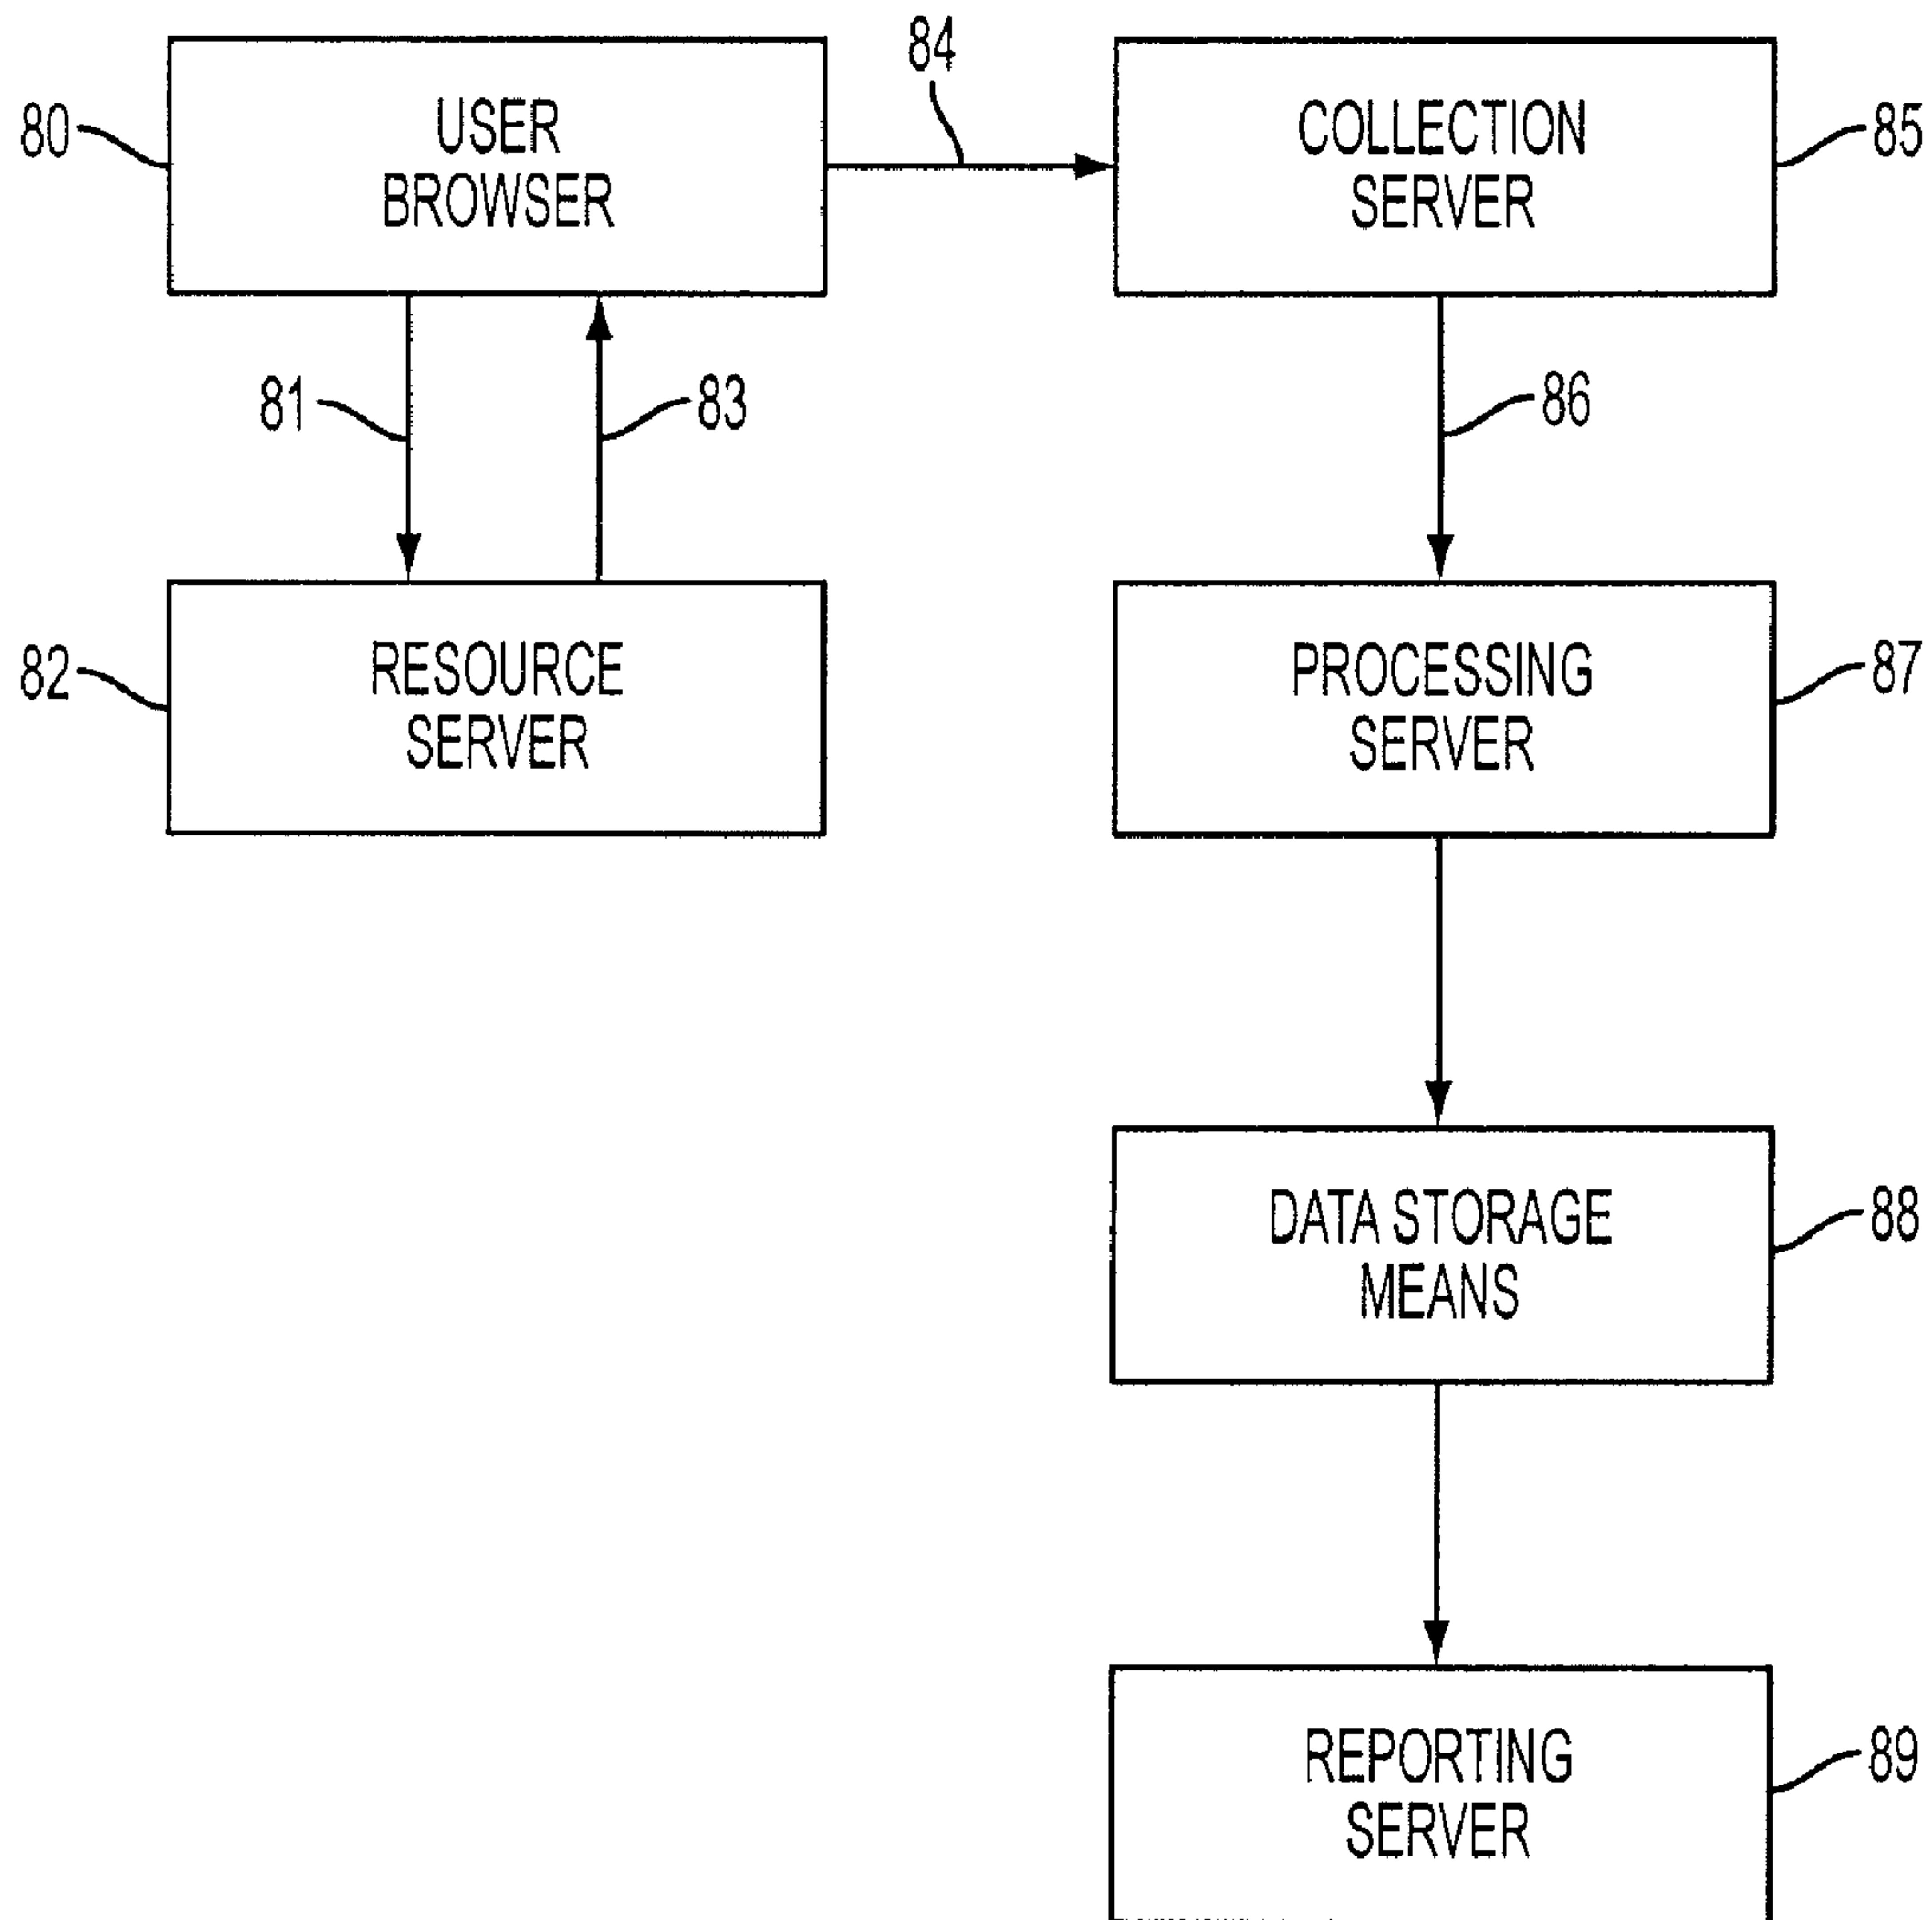 84
80
USER
BROWSER
COLLECTION
SERVER
85
81
83
86
82
RESOURCE
SERVER
PROCESSING
SERVER
87
DATA STORAGE
MEANS
88
REPORTING
SERVER
89